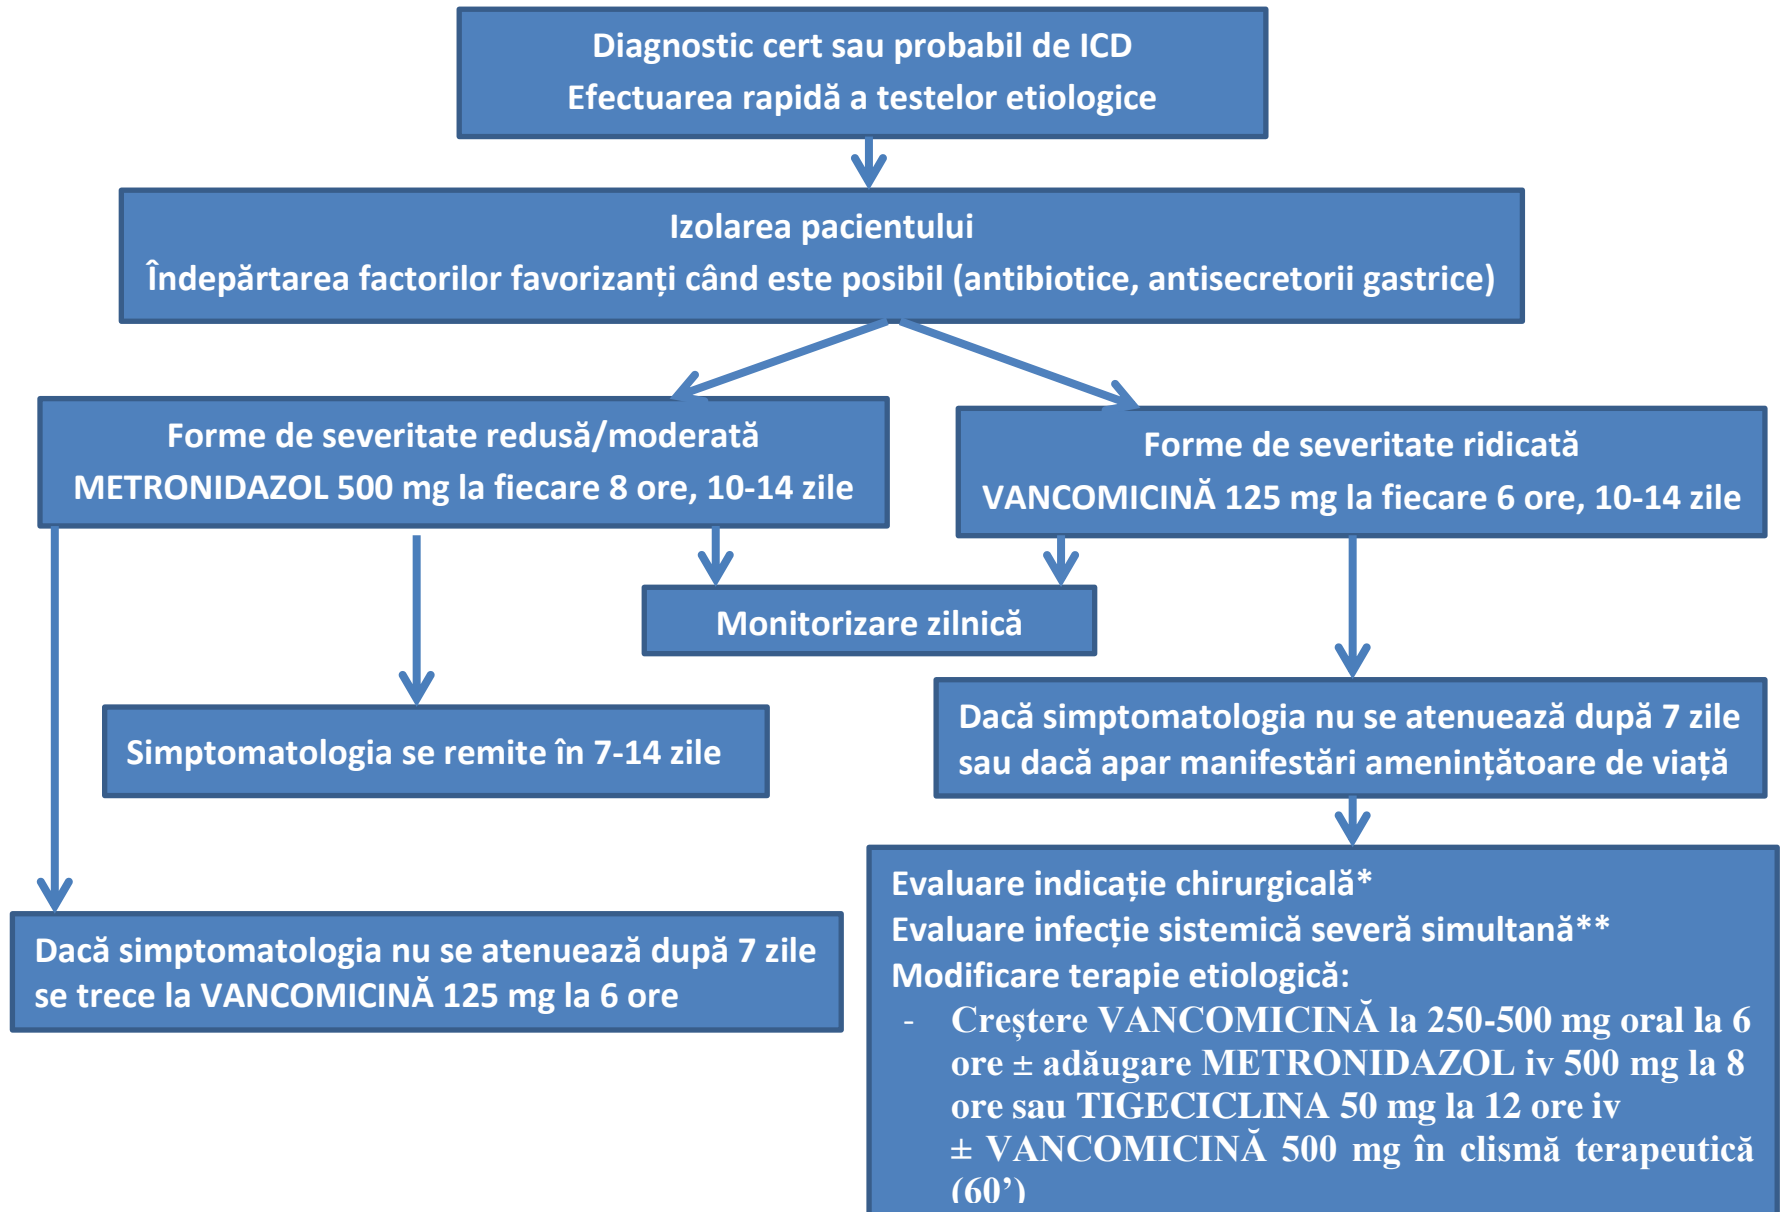 Diagnostic cert sau probabil de ICD
Efectuarea rapidă a testelor etiologice
Izolarea pacientului
Îndepărtarea factorilor favorizanți când este posibil (antibiotice, antisecretorii gastrice)
Forme de severitate redusă/moderată
METRONIDAZOL 500 mg la fiecare 8 ore, 10-14 zile
Forme de severitate ridicată
VANCOMICINĂ 125 mg la fiecare 6 ore, 10-14 zile
Monitorizare zilnică
Simptomatologia se remite în 7-14 zile
Dacă simptomatologia nu se atenuează după 7 zile
sau dacă apar manifestări amenințătoare de viață
Dacă simptomatologia nu se atenuează după 7 zile
se trece la VANCOMICINĂ 125 mg la 6 ore
Evaluare indicație chirurgicală*
Evaluare infecție sistemică severă simultană**
Modificare terapie etiologică:
- Creștere VANCOMICINĂ la 250-500 mg oral la 6
ore ± adăugare METRONIDAZOL iv 500 mg la 8
ore sau TIGECICLINA 50 mg la 12 ore iv
± VANCOMICINĂ 500 mg în clismă terapeutică
(60’)